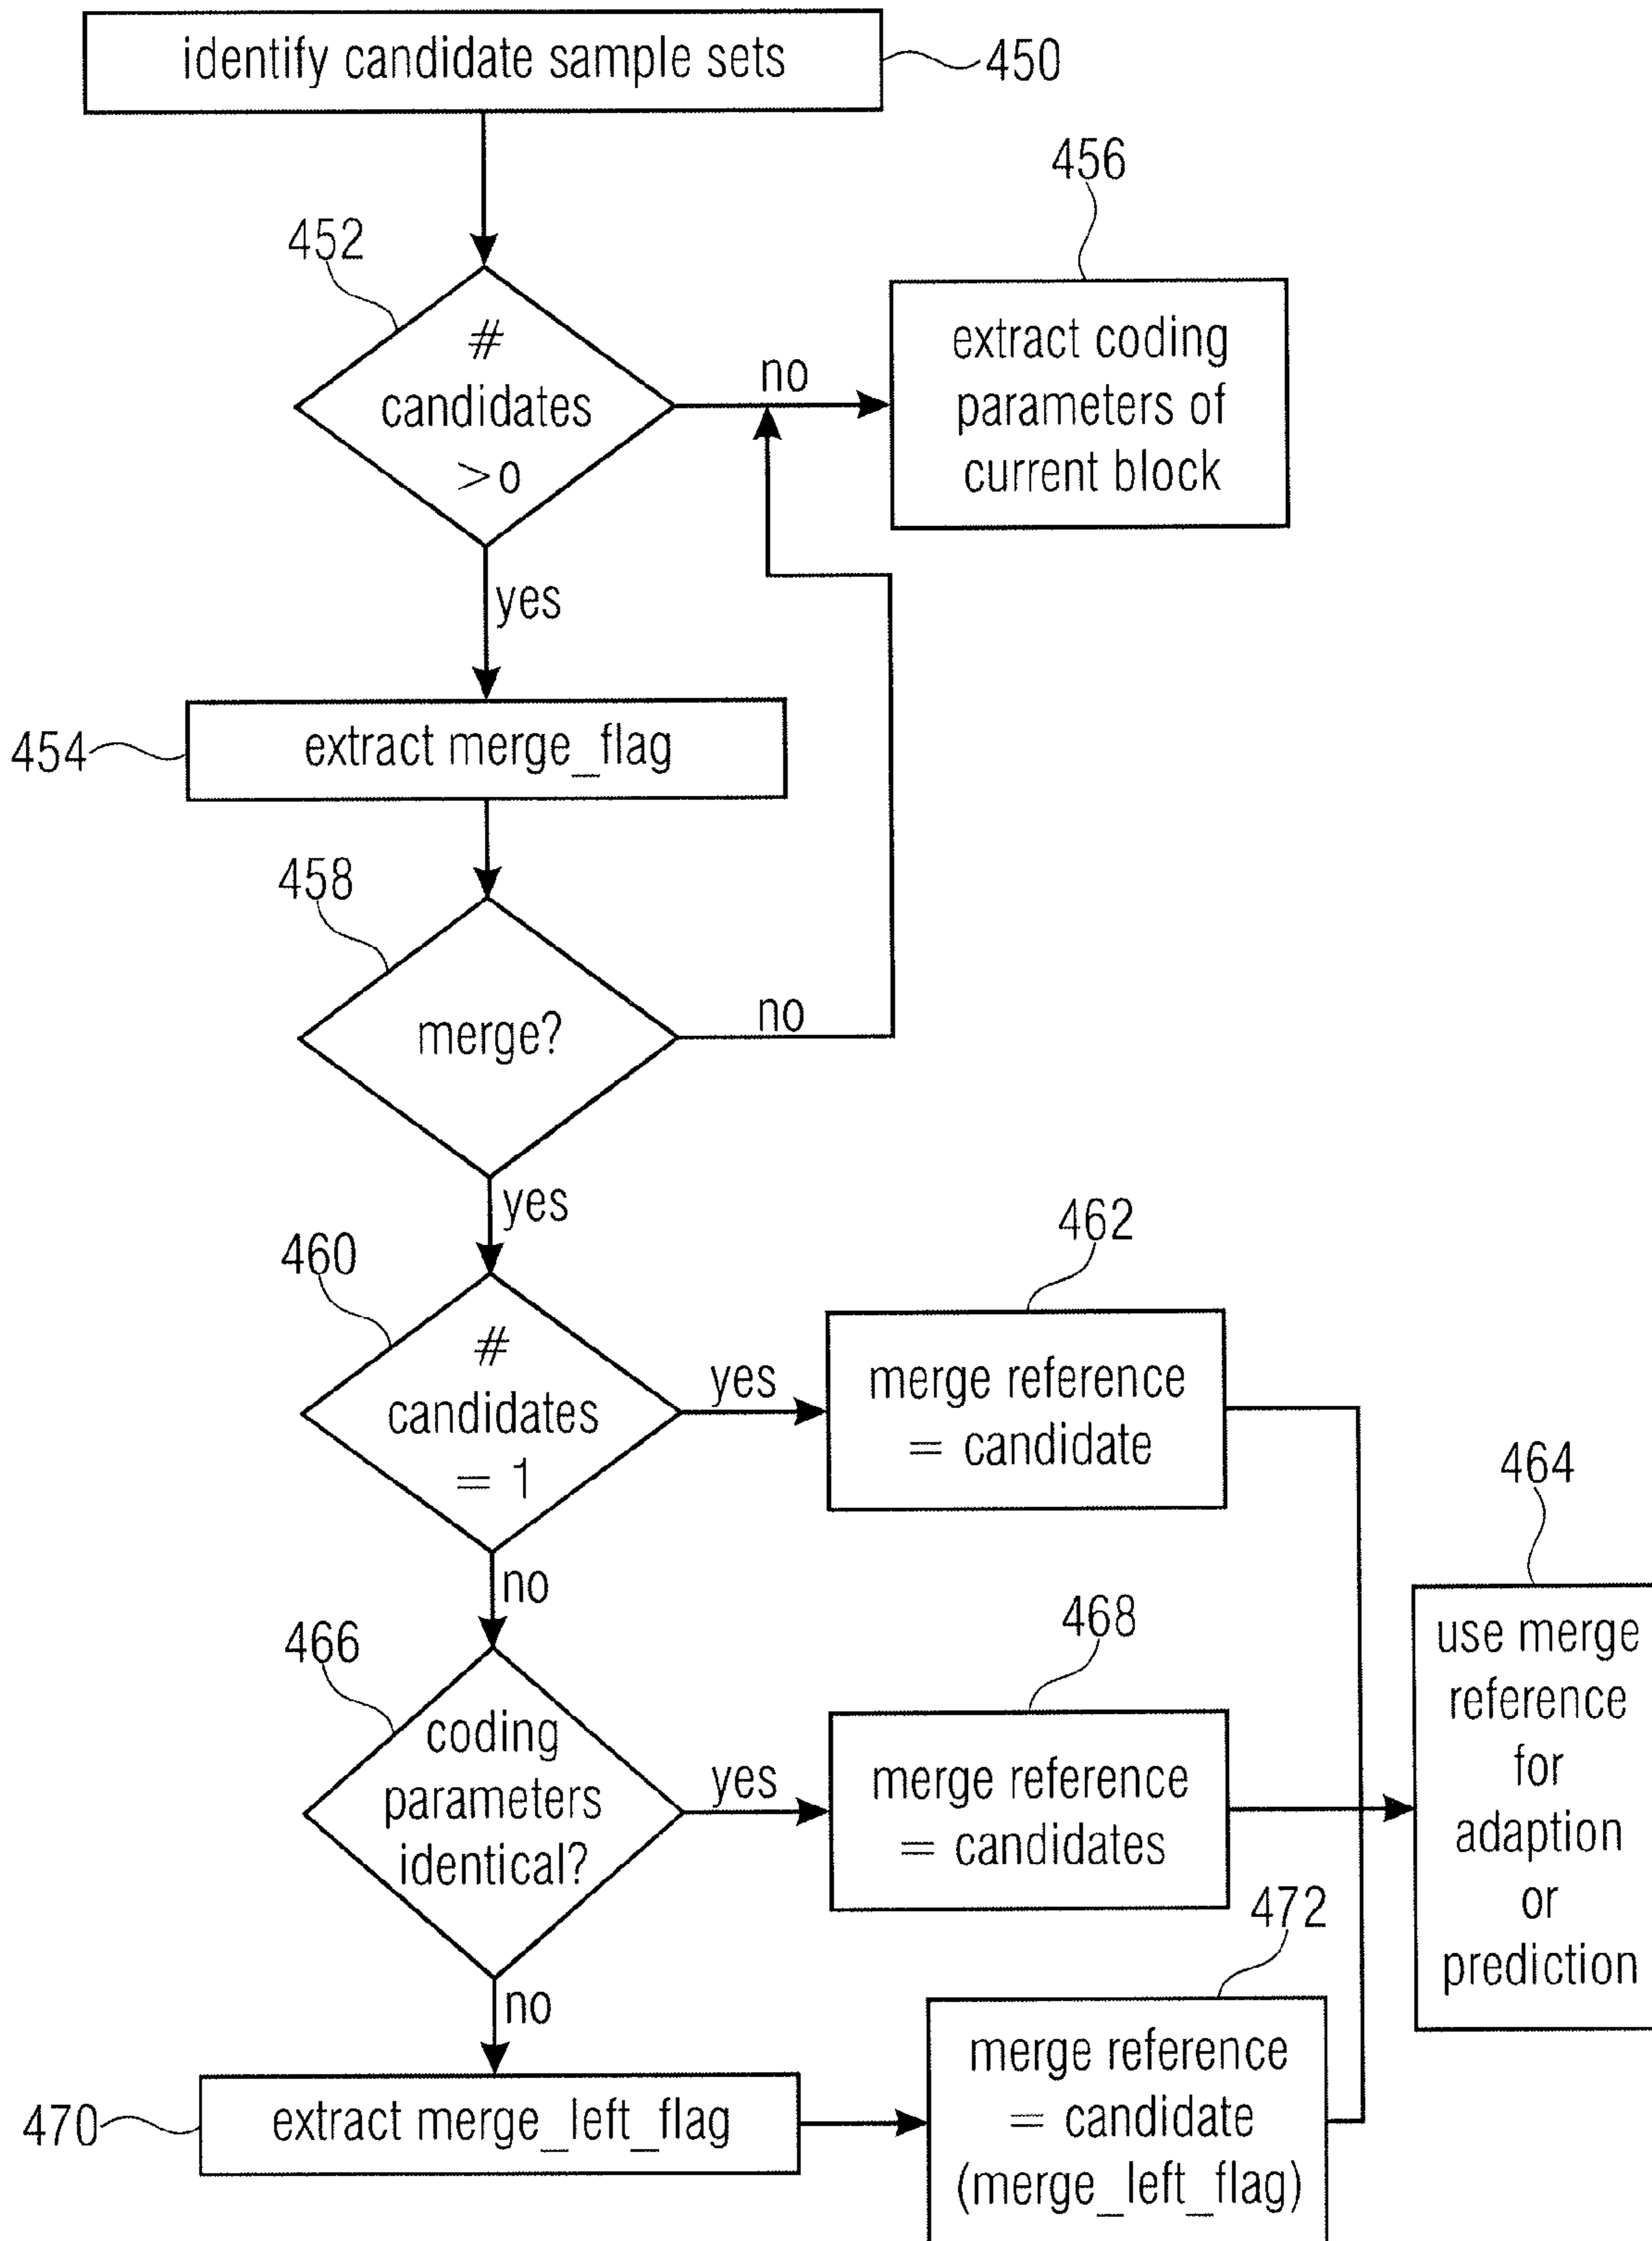 identify candidate sample sets
450
456
452
#
candidates
>0
no
extract coding
parameters of
current block
yes
454
extract merge_flag
458
merge?
no
yes
460
#
candidates
= 1
yes
462
merge reference
= candidate
464
use merge
reference
for
adaption
or
prediction
no
466
coding
parameters
identical?
yes
468
merge reference
= candidates
no
470
extract merge_left_flag
472
merge reference
= candidate
(merge_left_flag)